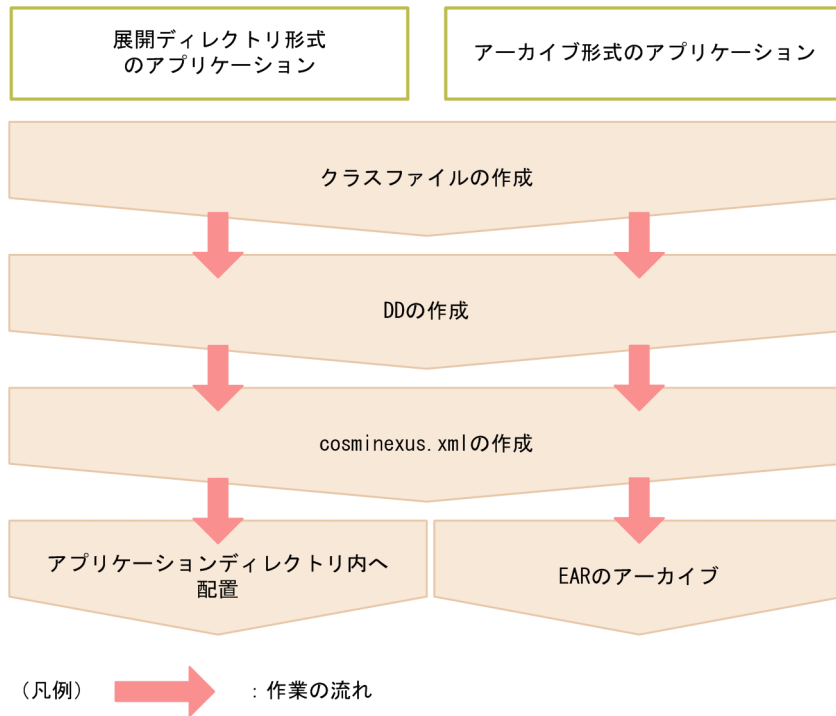 展開ディレクトリ形式
のアプリケーション
アーカイブ形式のアプリケーション
クラスファイルの作成
DDの作成
cosminexus.xmlの作成
アプリケーションディレクトリ内へ
配置
EARのアーカイブ
（凡例）
：作業の流れ